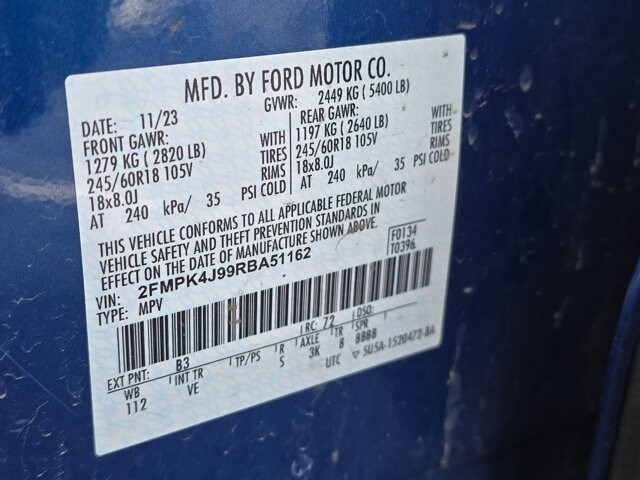 MFD. BY FORD MOTOR CO.
DATE: 11/23
GVWR: 2449 KG ( 5400 LB)
FRONT GAWR:
1279 KG ( 2820 LB) WITH
245/60R18 105V TIRES
18x8.0J RIMS
AT 240 kPa/ 35 PSI COLD
REAR GAWR:
1197 KG ( 2640 LB) WITH
245/60R18 105V TIRES
18x8.0J RIMS
AT 240 kPa/ 35 PSI COLD
THIS VEHICLE CONFORMS TO ALL APPLICABLE FEDERAL MOTOR
VEHICLE SAFETY AND THEFT PREVENTION STANDARDS IN
EFFECT ON THE DATE OF MANUFACTURE SHOWN ABOVE.
F0134
T0396
VIN: 2FMPK4J99RBA51162
TYPE: MPV
EXT PNT: B3 RC: 72 DSO:
WB INT TR TP/PS R AXLE TR SPR
112 VE S 3K 8 8888
UTC ▽ 5USA-1520472-BA